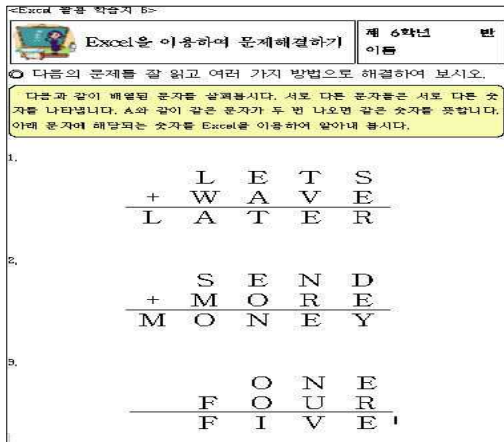 <Excel 활용 학습지 5>
Excel을 이용하여 문제해결하기
제 6학년 반
이름
◎ 다음의 문제를 잘 읽고 여러 가지 방법으로 해결하여 보시오.
다음과 같이 배열된 문자를 살펴봅시다. 서로 다른 문자들은 서로 다른 숫
자를 나타냅니다. A와 같이 같은 문자가 두 번 나오면 같은 숫자를 뜻합니다.
아래 문자에 해당되는 숫자를 Excel을 이용하여 알아내 봅시다.
1.
L E T S
+ W A V E
L A T E R
2.
S E N D
+ M O R E
M O N E Y
3.
O N E
F O U R
F I V E